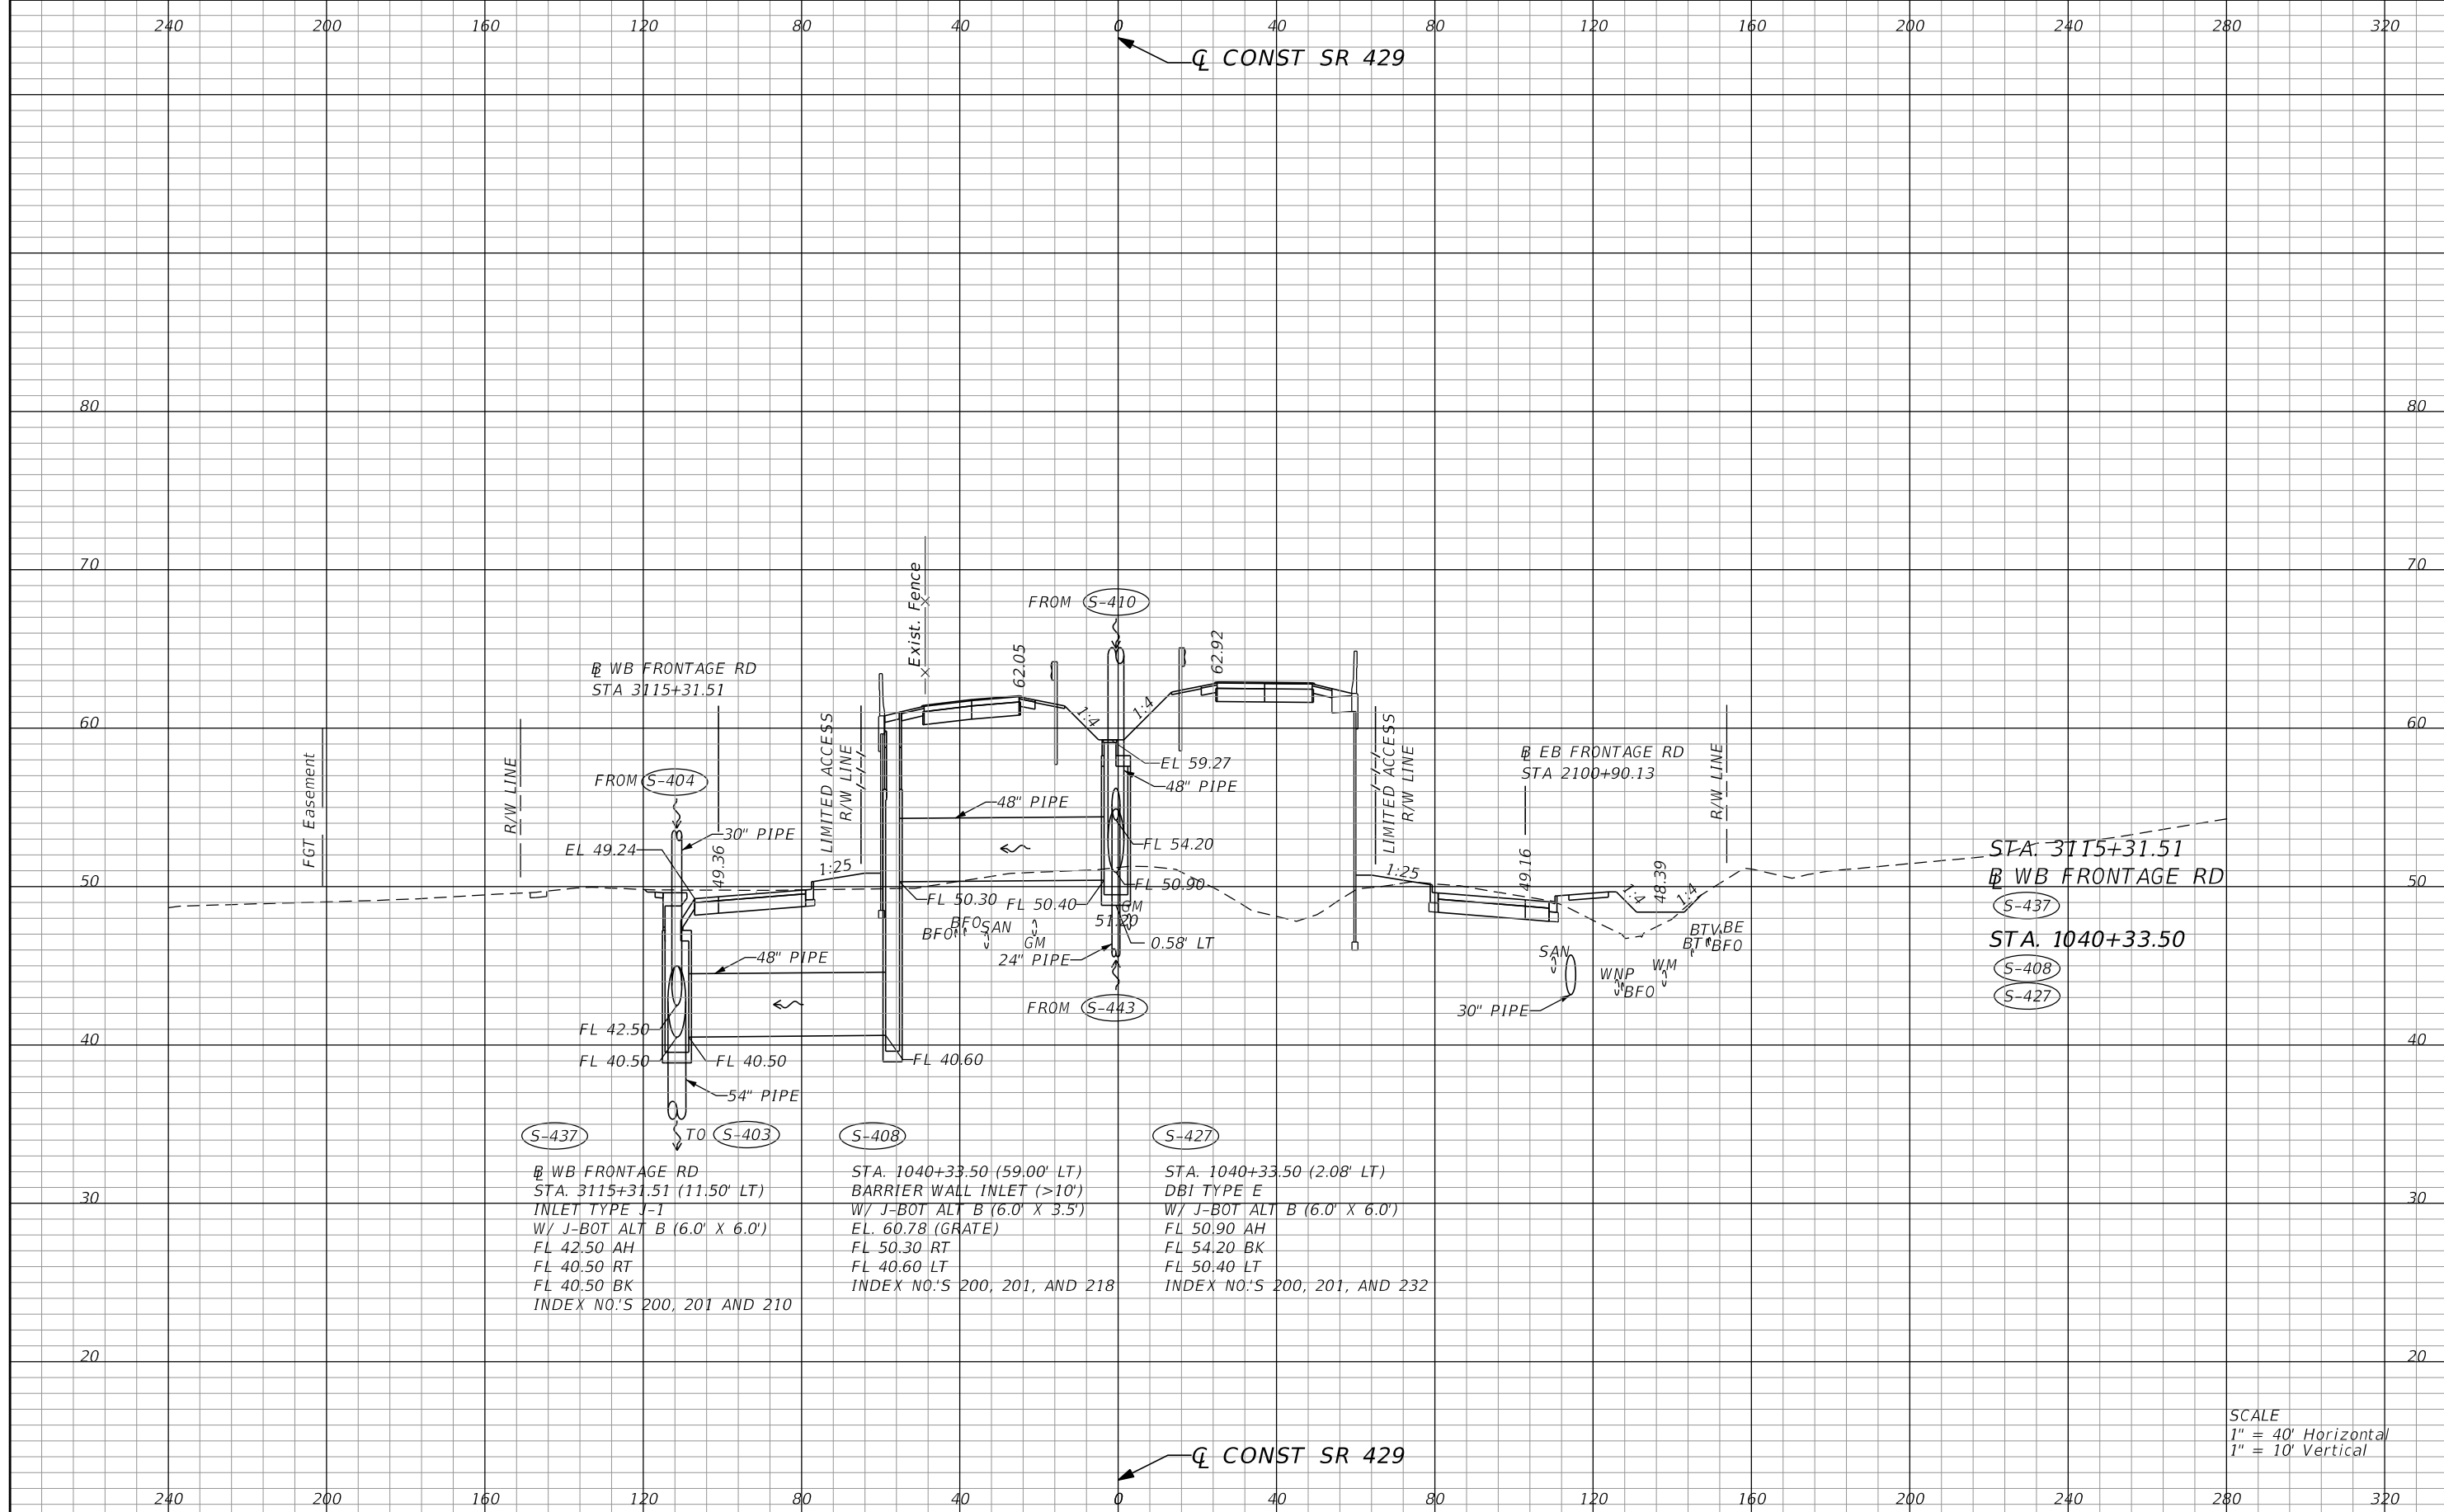 240 200 160 120 80 40 0 40 80 120 160 200 240 280 320
℄ CONST SR 429
80 80
70 70
Exist. Fence
FROM S-410
62.05
62.92
℄ WB FRONTAGE RD
STA 3115+31.51
60 60
1:4
1:4
LIMITED ACCESS
R/W LINE
LIMITED ACCESS
R/W LINE
FGT Easement
R/W LINE
R/W LINE
EL 59.27
48" PIPE
℄ EB FRONTAGE RD
STA 2100+90.13
FROM S-404
48" PIPE
30" PIPE
EL 49.24
49.36
1:25
FL 54.20
1:25
49.16
48.39
1:4
1:4
50 50
FL 50.90
FL 50.30
FL 50.40
GM
51.20
BFO
BFO
SAN
GM
0.58' LT
24" PIPE
STA. 3115+31.51
℄ WB FRONTAGE RD
S-437
STA. 1040+33.50
S-408
S-427
BTV
BE
BTV
BFO
SAN
WNP
BFO
WM
30" PIPE
48" PIPE
FROM S-443
FL 42.50
40 40
FL 40.50
FL 40.50
FL 40.60
54" PIPE
TO S-403
S-437
℄ WB FRONTAGE RD
STA. 3115+31.51 (11.50' LT)
INLET TYPE J-1
W/ J-BOT ALT B (6.0' X 6.0')
FL 42.50 AH
FL 40.50 RT
FL 40.50 BK
INDEX NO.'S 200, 201 AND 210
S-408
STA. 1040+33.50 (59.00' LT)
BARRIER WALL INLET (>10')
W/ J-BOT ALT B (6.0' X 3.5')
EL. 60.78 (GRATE)
FL 50.30 RT
FL 40.60 LT
INDEX NO.'S 200, 201, AND 218
S-427
STA. 1040+33.50 (2.08' LT)
DBI TYPE E
W/ J-BOT ALT B (6.0' X 6.0')
FL 50.90 AH
FL 54.20 BK
FL 50.40 LT
INDEX NO.'S 200, 201, AND 232
30 30
20 20
SCALE
1" = 40' Horizontal
1" = 10' Vertical
℄ CONST SR 429
240 200 160 120 80 40 0 40 80 120 160 200 240 280 320